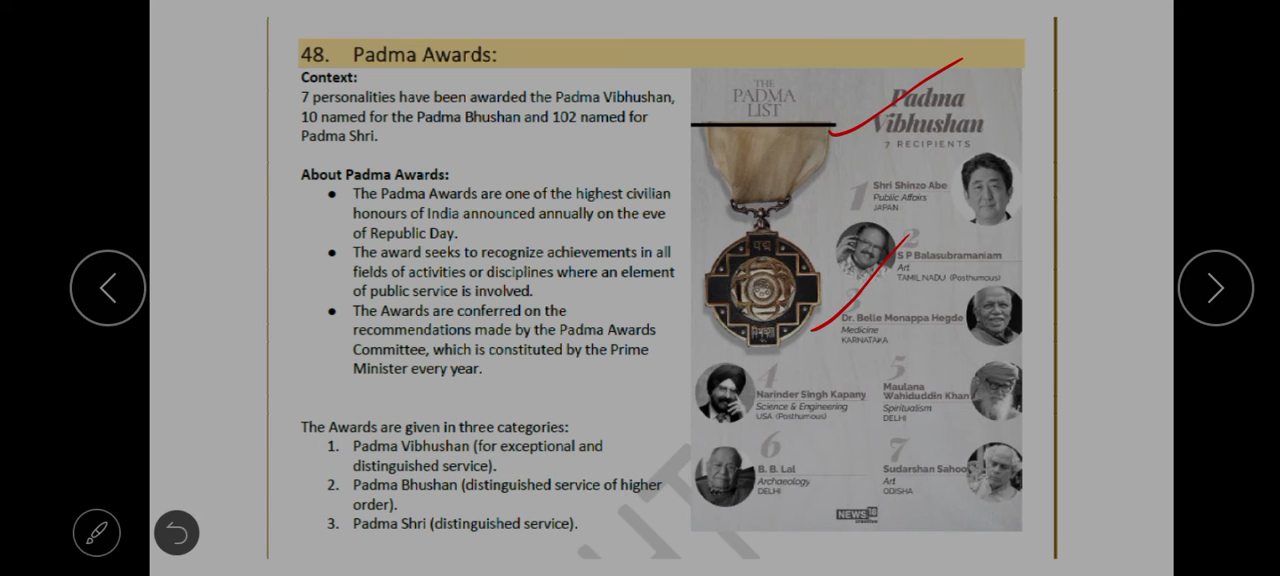 48. Padma Awards:
Context:
7 personalities have been awarded the Padma Vibhushan,
10 named for the Padma Bhushan and 102 named for
Padma Shri.
About Padma Awards:
● The Padma Awards are one of the highest civilian
honours of India announced annually on the eve
of Republic Day.
● The award seeks to recognize achievements in all
fields of activities or disciplines where an element
of public service is involved.
● The Awards are conferred on the
recommendations made by the Padma Awards
Committee, which is constituted by the Prime
Minister every year.
The Awards are given in three categories:
1. Padma Vibhushan (for exceptional and
distinguished service).
2. Padma Bhushan (distinguished service of higher
order).
3. Padma Shri (distinguished service).
THE
PADMA
LIST
Padma
Vibhushan
7 RECIPIENTS
1
Shri Shinzo Abe
Public Affairs
JAPAN
2
S P Balasubramaniam
Art
TAMIL NADU (Posthumous)
3
Dr. Belle Monappa Hegde
Medicine
KARNATAKA
4
Narinder Singh Kapany
Science & Engineering
USA (Posthumous)
5
Maulana
Wahiduddin Khan
Spiritualism
DELHI
6
B. B. Lal
Archaeology
DELHI
7
Sudarshan Sahoo
Art
ODISHA
NEWS18
creative